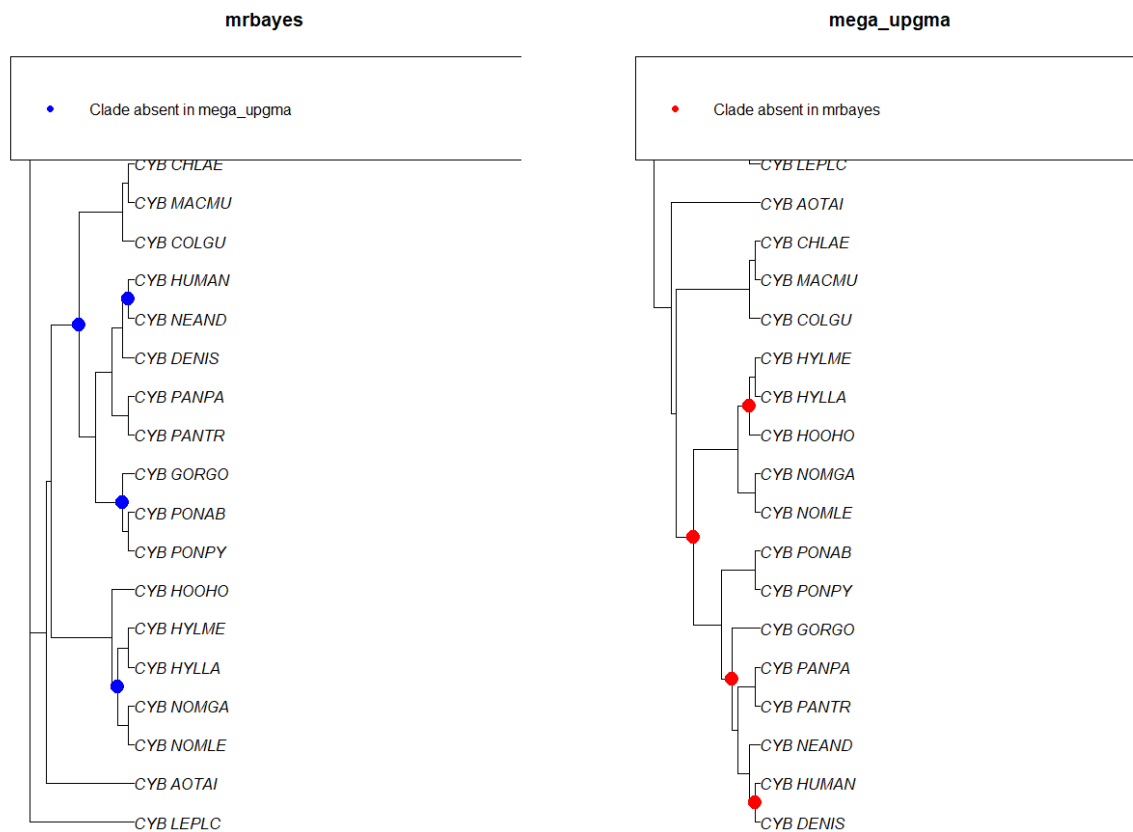 mrbayes
Clade absent in mega_upgma
CYB CHLAE
CYB MACMU
CYB COLGU
CYB HUMAN
CYB NEAND
CYB DENIS
CYB PANPA
CYB PANTR
CYB GORGO
CYB PONAB
CYB PONPY
CYB HOOHO
CYB HYLME
CYB HYLLA
CYB NOMGA
CYB NOMLE
CYB AOTAI
CYB LEPLC
mega_upgma
Clade absent in mrbayes
CYB LEPLC
CYB AOTAI
CYB CHLAE
CYB MACMU
CYB COLGU
CYB HYLME
CYB HYLLA
CYB HOOHO
CYB NOMGA
CYB NOMLE
CYB PONAB
CYB PONPY
CYB GORGO
CYB PANPA
CYB PANTR
CYB NEAND
CYB HUMAN
CYB DENIS